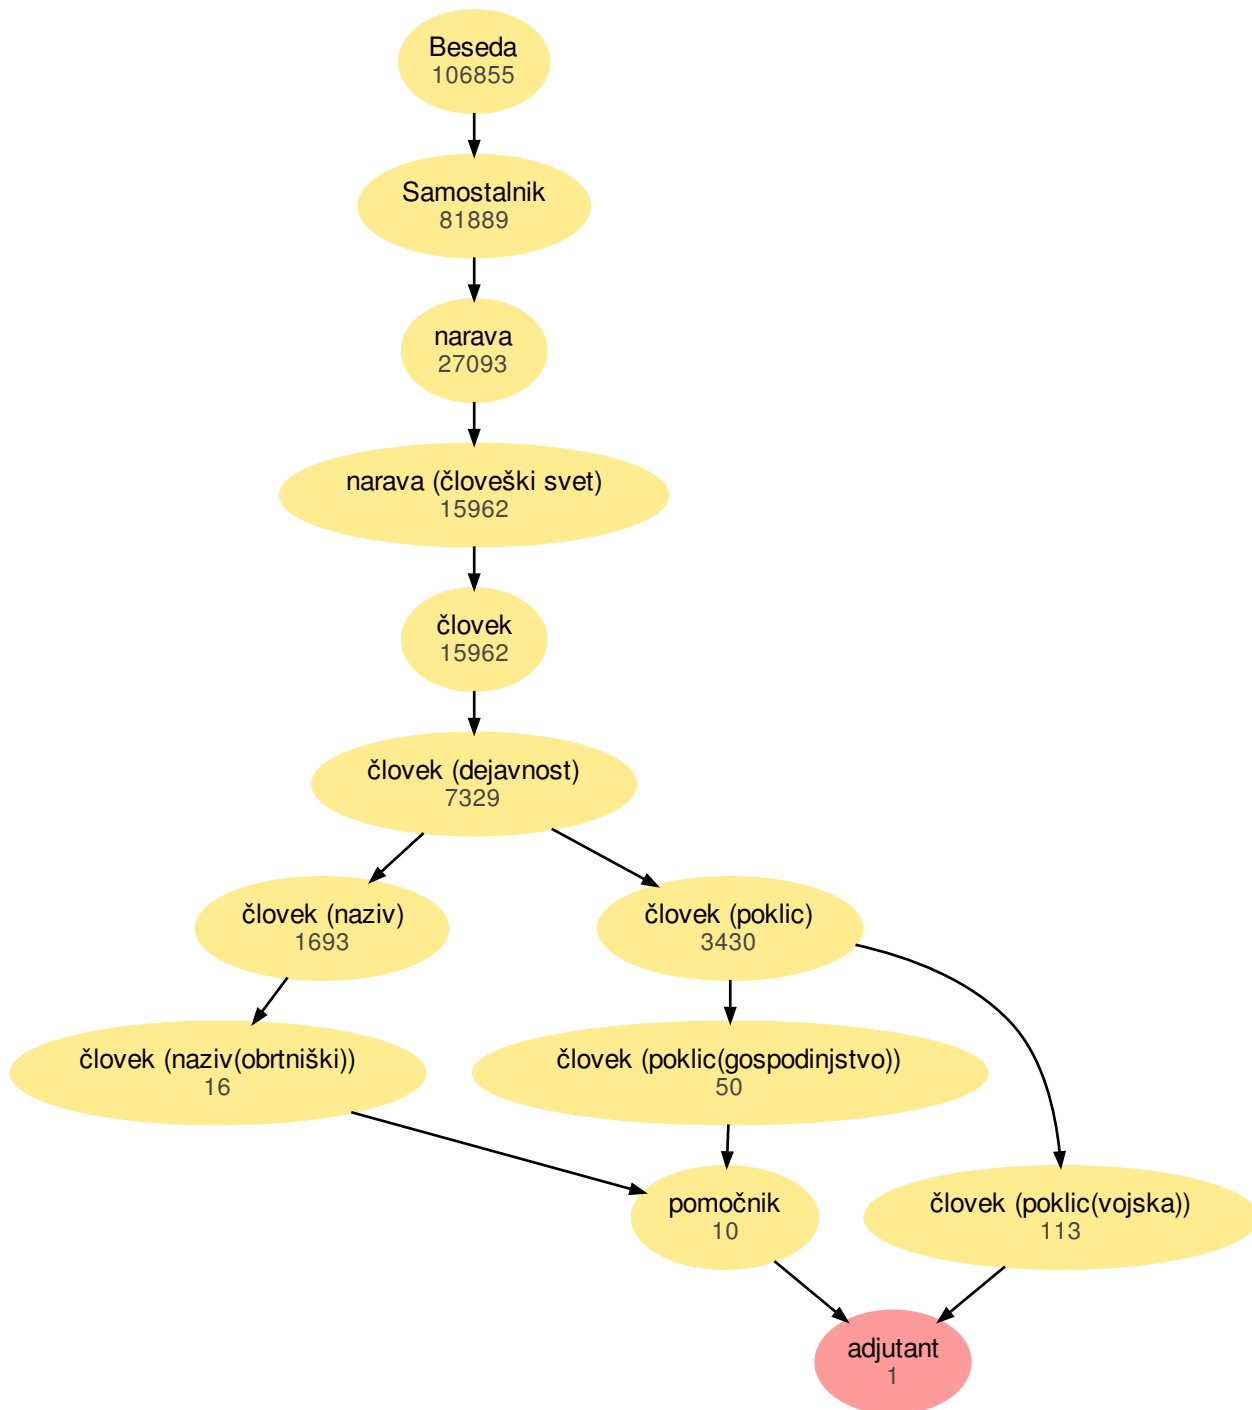 Beseda
106855
Samostalnik
81889
narava
27093
narava (človeški svet)
15962
človek
15962
človek (dejavnost)
7329
človek (naziv)
1693
človek (poklic)
3430
človek (naziv(obrtniški))
16
človek (poklic(gospodinjstvo))
50
pomočnik
10
človek (poklic(vojska))
113
adjutant
1